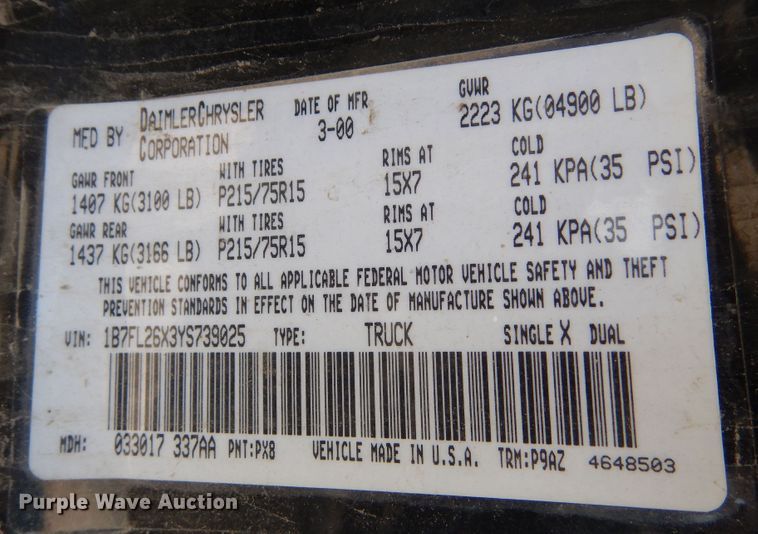 MFD BY DAIMLERCHRYSLER CORPORATION DATE OF MFR 3-00 GVWR 2223 KG(04900 LB)
GAWR FRONT WITH TIRES RIMS AT COLD
1407 KG(3100 LB) P215/75R15 15X7 241 KPA(35 PSI)
GAWR REAR WITH TIRES RIMS AT COLD
1437 KG(3166 LB) P215/75R15 15X7 241 KPA(35 PSI)
THIS VEHICLE CONFORMS TO ALL APPLICABLE FEDERAL MOTOR VEHICLE SAFETY AND THEFT
PREVENTION STANDARDS IN EFFECT ON THE DATE OF MANUFACTURE SHOWN ABOVE.
VIN: 1B7FL26X3YS739025 TYPE: TRUCK SINGLE X DUAL
MDH: 033017 337AA PNT:PX8 VEHICLE MADE IN U.S.A. TRM:P9AZ 4648503
Purple Wave Auction